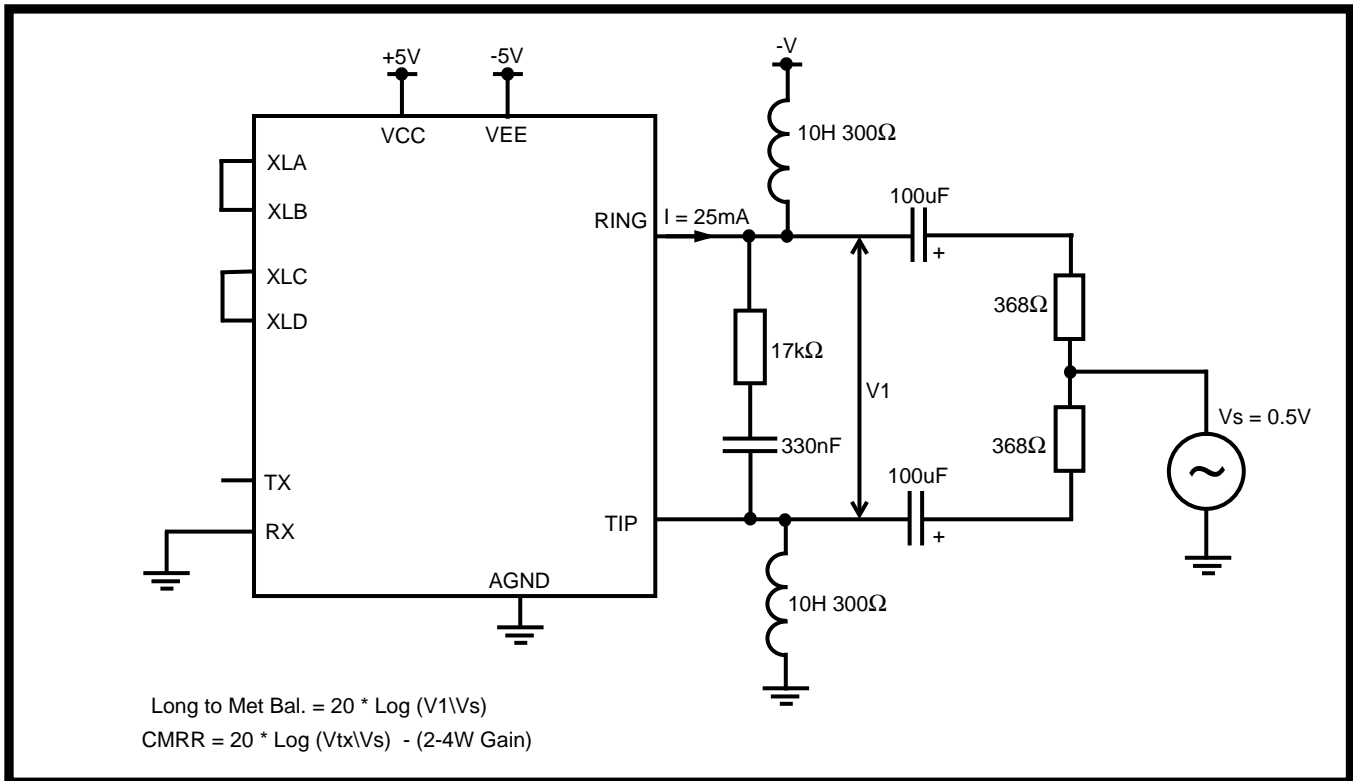 +5V
-5V
-V
VCC
VEE
10H 300Ω
XLA
XLB
XLC
XLD
TX
RX
RING
I = 25mA
100uF
+
368Ω
17kΩ
V1
368Ω
Vs = 0.5V
~
330nF
100uF
+
TIP
AGND
10H 300Ω
Long to Met Bal. = 20 * Log (V1\Vs)
CMRR = 20 * Log (Vtx\Vs) - (2-4W Gain)